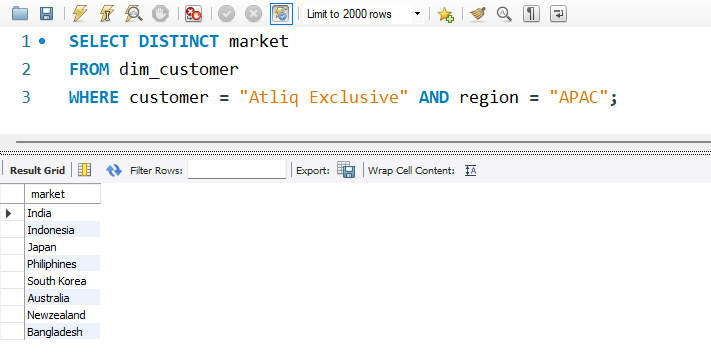 Limit to 2000 rows
1 SELECT DISTINCT market
2 FROM dim_customer
3 WHERE customer = "Atliq Exclusive" AND region = "APAC";
Result Grid Filter Rows: Export: Wrap Cell Content:
market
India
Indonesia
Japan
Philiphines
South Korea
Australia
Newzealand
Bangladesh